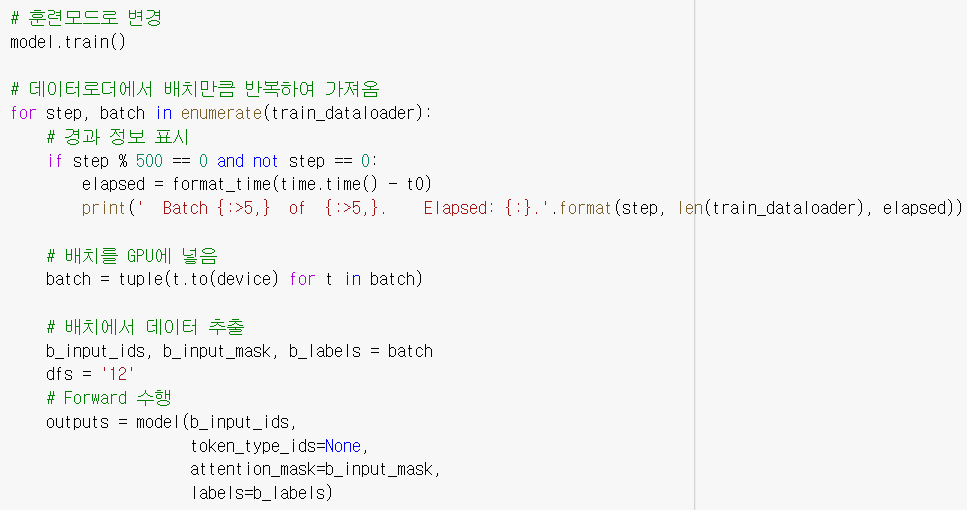 # 훈련모드로 변경
model.train()
# 데이터로더에서 배치만큼 반복하여 가져옴
for step, batch in enumerate(train_dataloader):
    # 경과 정보 표시
    if step % 500 == 0 and not step == 0:
        elapsed = format_time(time.time() - t0)
        print('  Batch {:>5,}  of  {:>5,}.    Elapsed: {:}.'.format(step, len(train_dataloader), elapsed))
    # 배치를 GPU에 넣음
    batch = tuple(t.to(device) for t in batch)
    # 배치에서 데이터 추출
    b_input_ids, b_input_mask, b_labels = batch
    dfs = '12'
    # Forward 수행
    outputs = model(b_input_ids,
                    token_type_ids=None,
                    attention_mask=b_input_mask,
                    labels=b_labels)